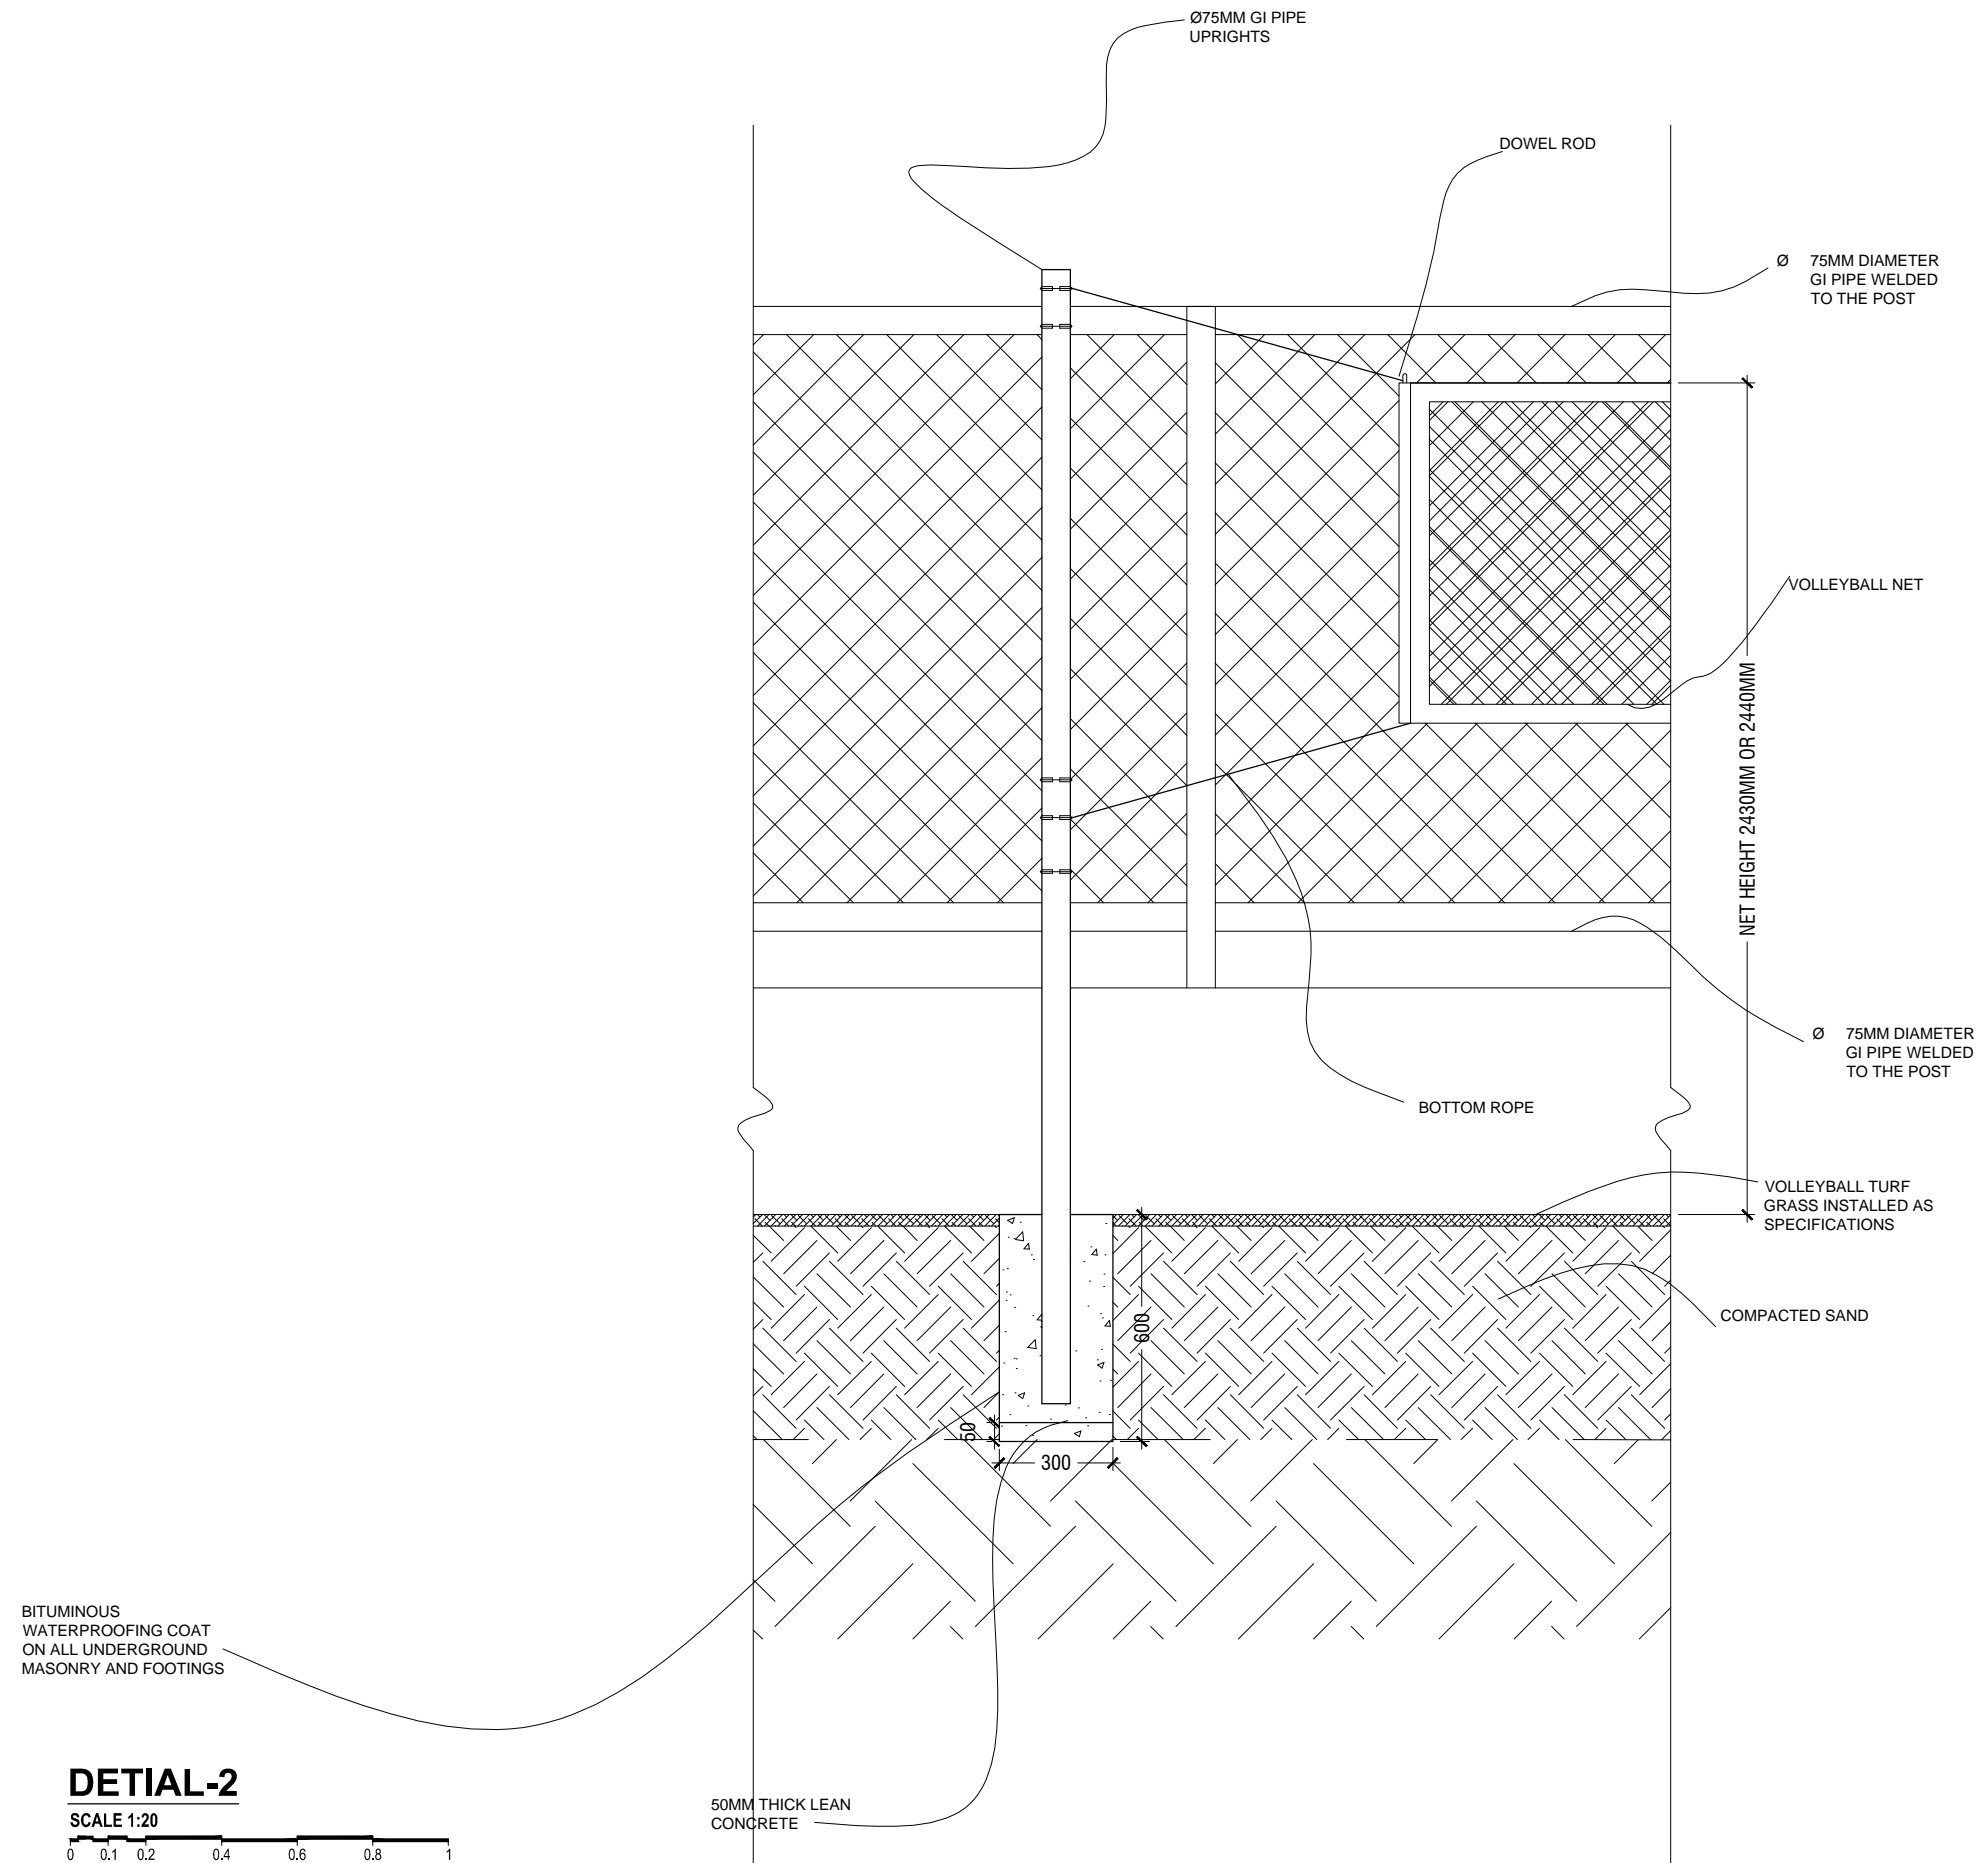 Ø75MM GI PIPE
UPRIGHTS
DOWEL ROD
Ø 75MM DIAMETER
GI PIPE WELDED
TO THE POST
VOLLEYBALL NET
NET HEIGHT 2430MM OR 2440MM
Ø 75MM DIAMETER
GI PIPE WELDED
TO THE POST
BOTTOM ROPE
VOLLEYBALL TURF
GRASS INSTALLED AS
SPECIFICATIONS
COMPACTED SAND
600
50
300
BITUMINOUS
WATERPROOFING COAT
ON ALL UNDERGROUND
MASONRY AND FOOTINGS
50MM THICK LEAN
CONCRETE
DETIAL-2
SCALE 1:20
0 0.1 0.2 0.4 0.6 0.8 1